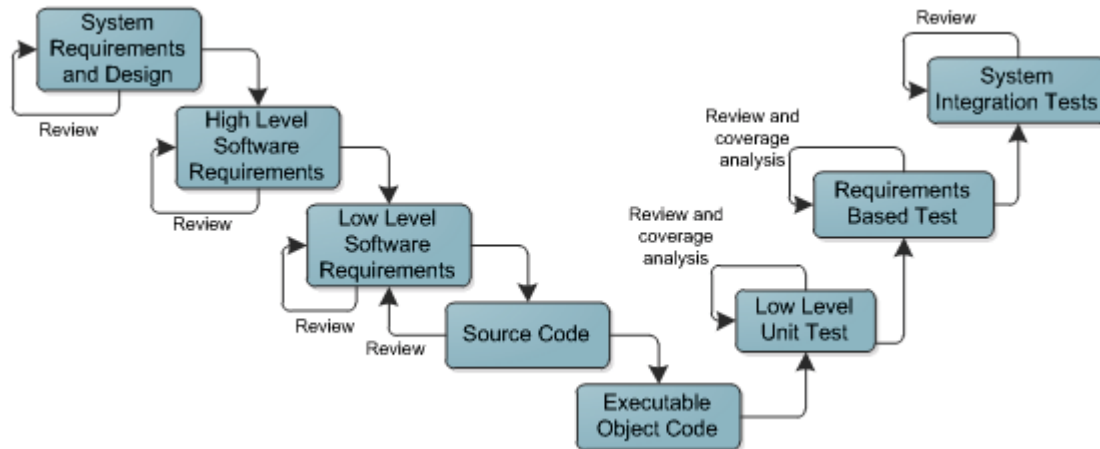 System
Requirements
and Design
Review
High Level
Software
Requirements
Review
Low Level
Software
Requirements
Review
Review
Source Code
Executable
Object Code
Review and
coverage
analysis
Low Level
Unit Test
Review and
coverage
analysis
Requirements
Based Test
Review
System
Integration Tests